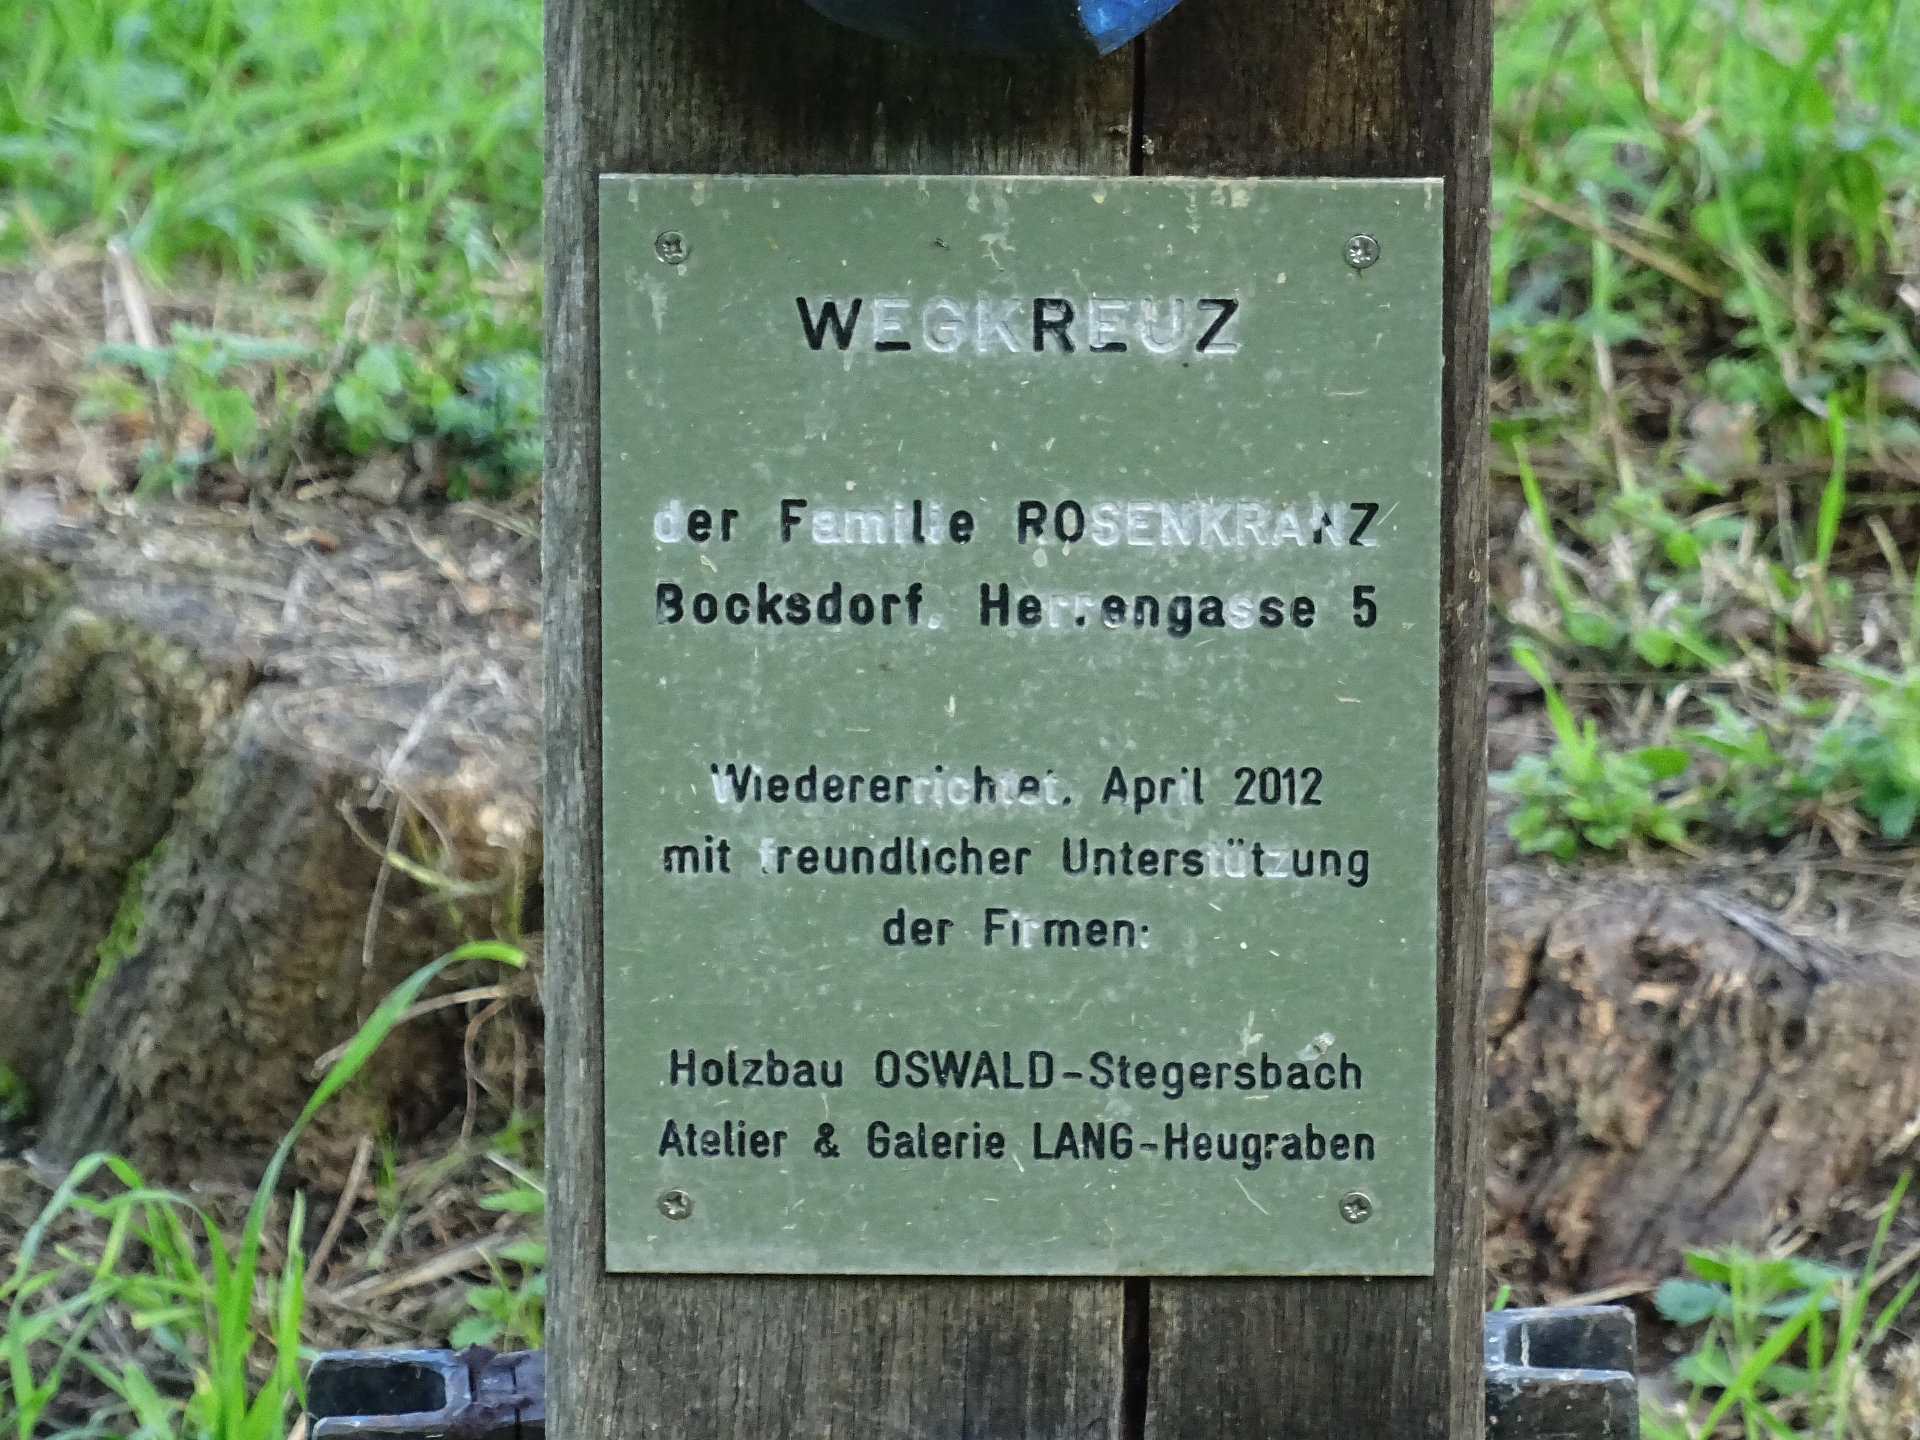 WEGKREUZ
der Familie ROSENKRANZ
Bocksdorf, Herrengasse 5
Wiedererrichtet, April 2012
mit freundlicher Unterstützung
der Firmen:
Holzbau OSWALD-Stegersbach
Atelier & Galerie LANG-Heugraben